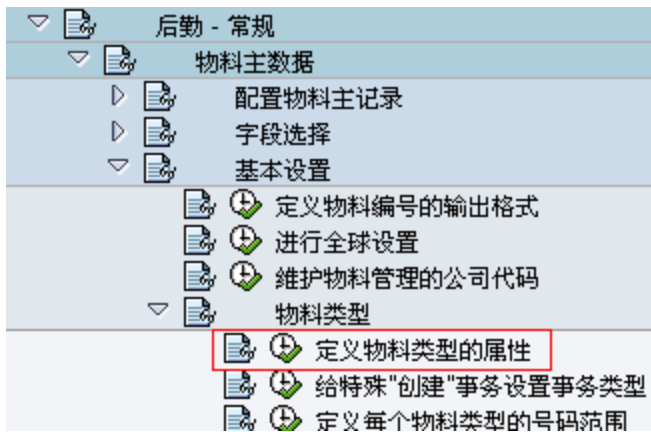 后勤 - 常规
物料主数据
配置物料主记录
字段选择
基本设置
定义物料编号的输出格式
进行全球设置
维护物料管理的公司代码
物料类型
定义物料类型的属性
给特殊"创建"事务设置事务类型
定义每个物料类型的号码范围